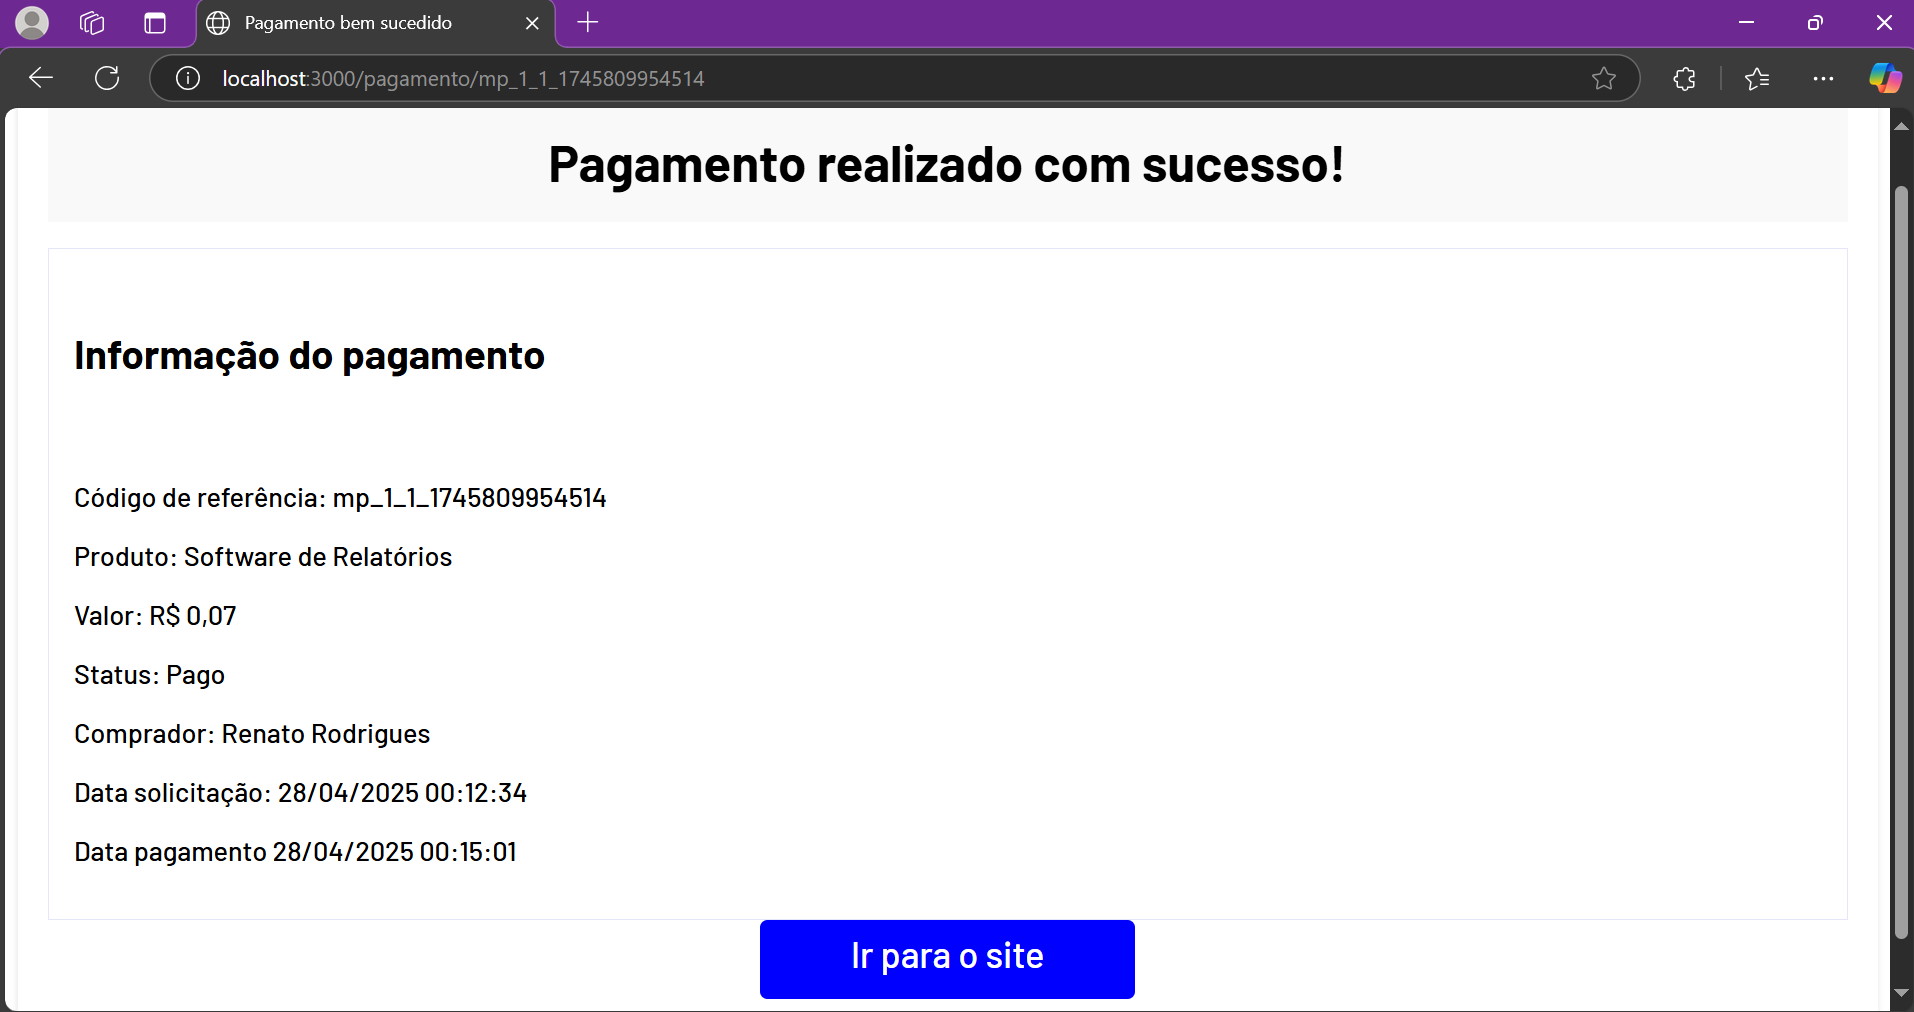 Pagamento bem sucedido
localhost:3000/pagamento/mp_1_1_1745809954514
Pagamento realizado com sucesso!
Informação do pagamento
Código de referência: mp_1_1_1745809954514
Produto: Software de Relatórios
Valor: R$ 0,07
Status: Pago
Comprador: Renato Rodrigues
Data solicitação: 28/04/2025 00:12:34
Data pagamento 28/04/2025 00:15:01
Ir para o site